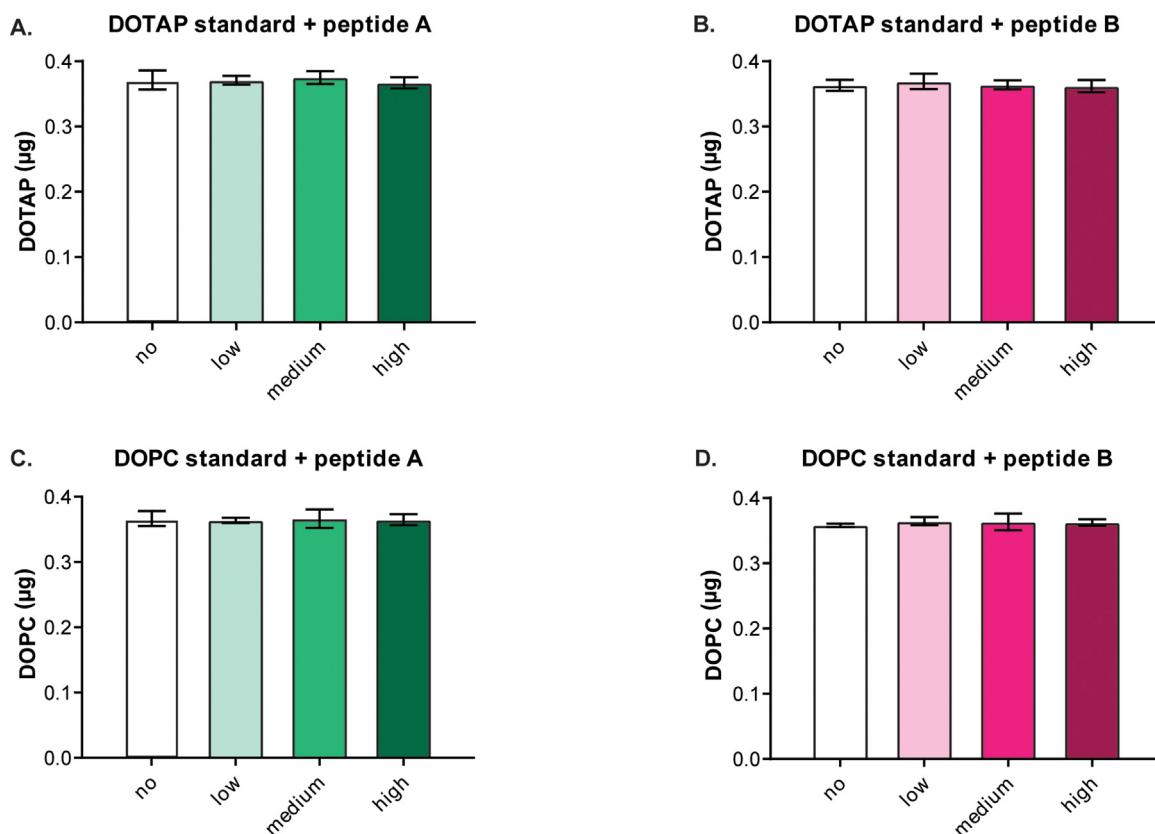 A.
DOTAP standard + peptide A
0.4
0.3
0.2
0.1
0.0
DOTAP (µg)
no
low
medium
high
B.
DOTAP standard + peptide B
0.4
0.3
0.2
0.1
0.0
DOTAP (µg)
no
low
medium
high
C.
DOPC standard + peptide A
0.4
0.3
0.2
0.1
0.0
DOPC (µg)
no
low
medium
high
D.
DOPC standard + peptide B
0.4
0.3
0.2
0.1
0.0
DOPC (µg)
no
low
medium
high